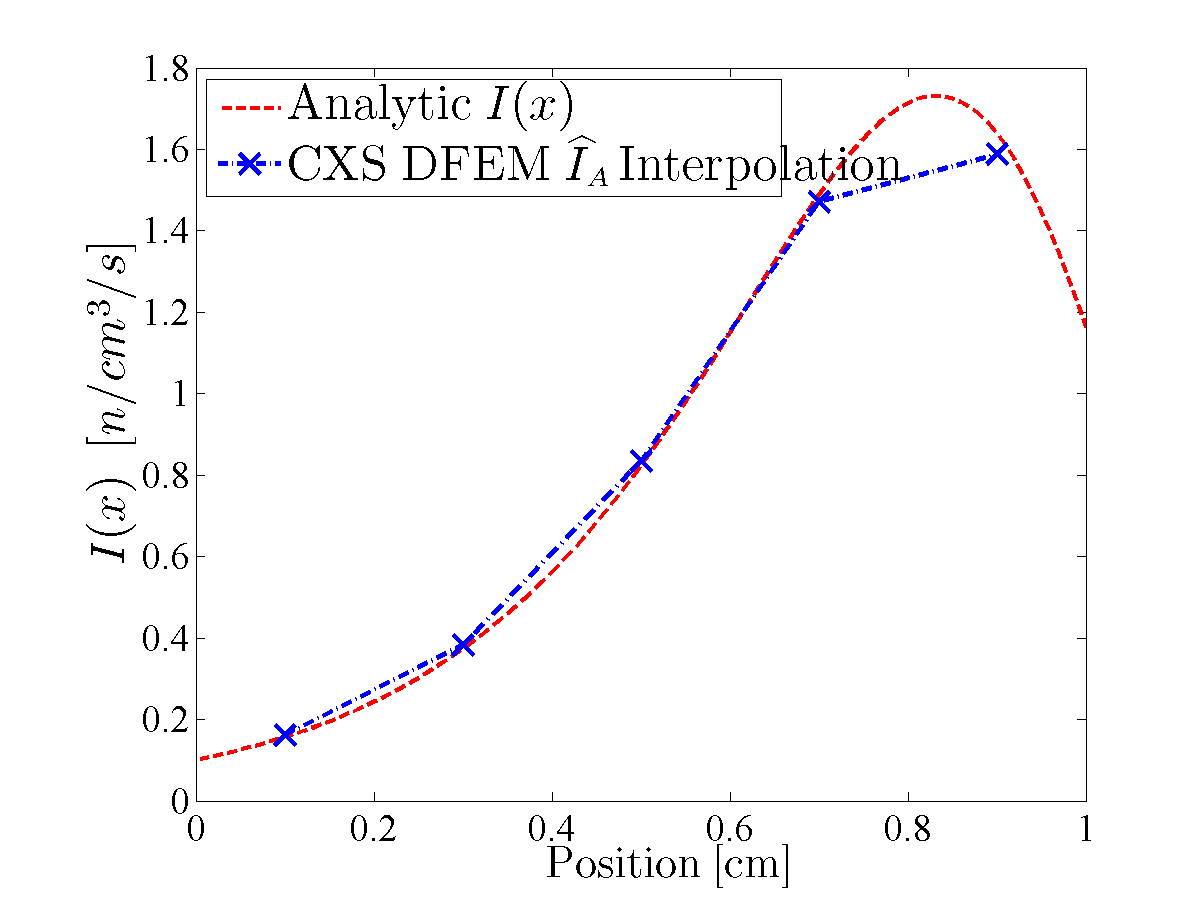 1.8
1.6
1.4
1.2
1
0.8
0.6
0.4
0.2
0
Analytic I(x)
CXS DFEM Î_A Interpolation
I(x) [n/cm³/s]
0 0.2 0.4 0.6 0.8 1
Position [cm]